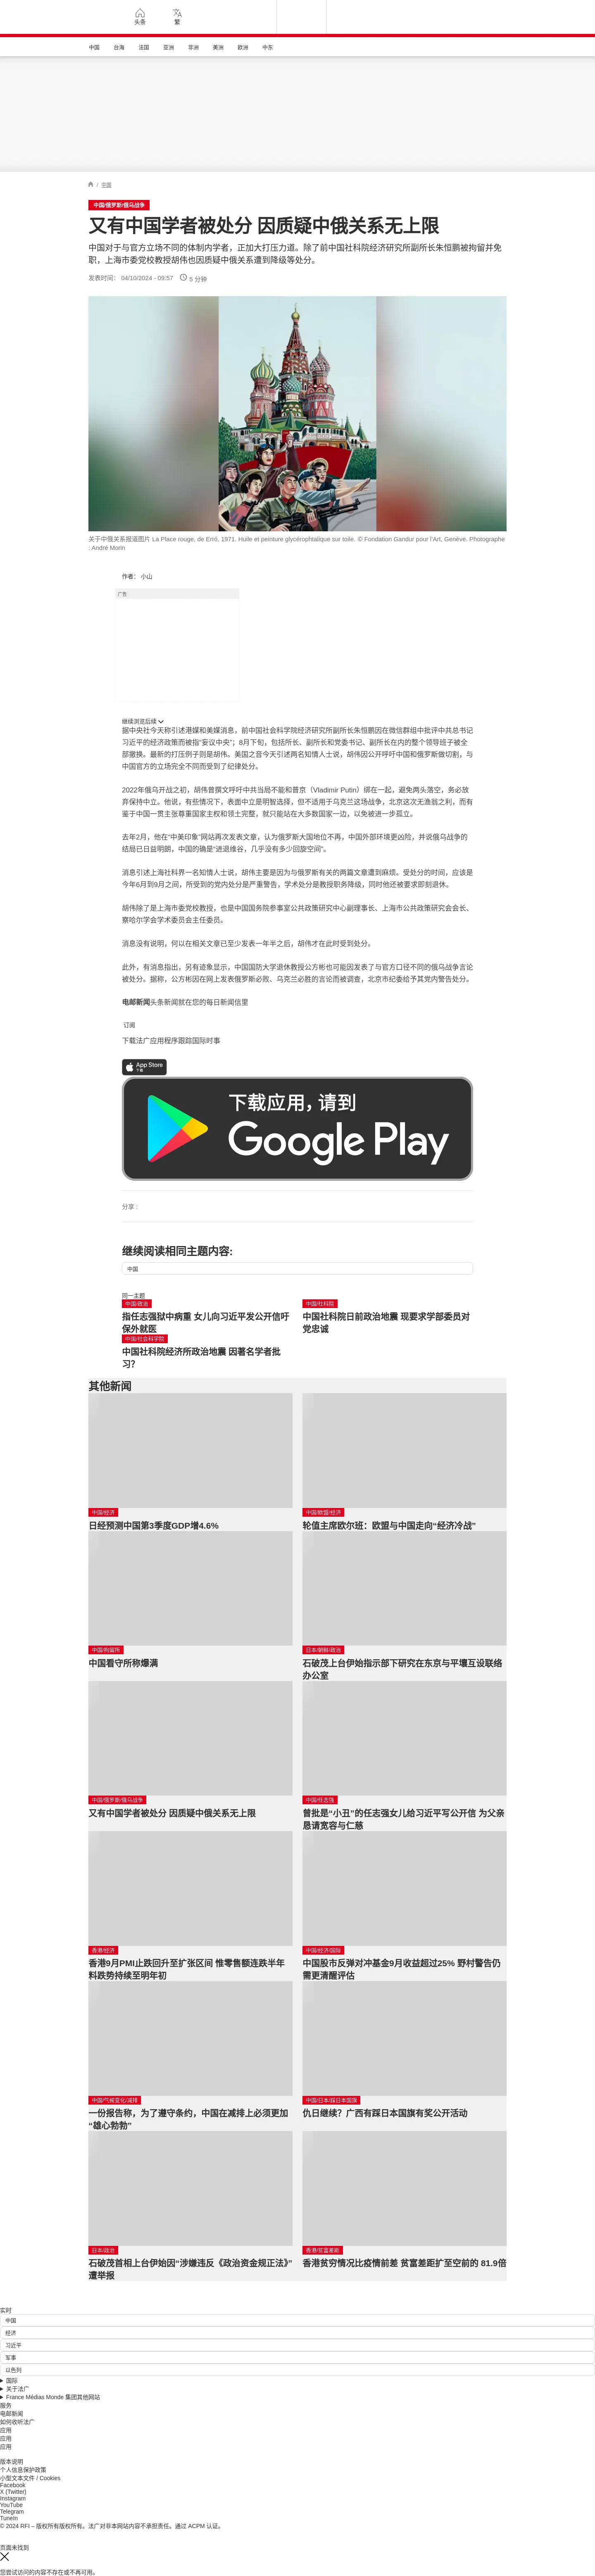 头条
繁
中国
台海
法国
亚洲
非洲
美洲
欧洲
中东
/ 中国
中国/俄罗斯/俄乌战争
又有中国学者被处分 因质疑中俄关系无上限
中国对于与官方立场不同的体制内学者，正加大打压力道。除了前中国社科院经济研究所副所长朱恒鹏被拘留并免
职，上海市委党校教授胡伟也因质疑中俄关系遭到降级等处分。
发表时间： 04/10/2024 - 09:57
5 分钟
关于中俄关系报道图片 La Place rouge, de Erró, 1971. Huile et peinture glycérophtalique sur toile. © Fondation Gandur pour l'Art, Genève. Photographe
: André Morin
作者： 小山
广告
继续浏览后续
据中央社今天称引述港媒和美媒消息，前中国社会科学院经济研究所副所长朱恒鹏因在微信群组中批评中共总书记
习近平的经济政策而被指“妄议中央”；8月下旬，包括所长、副所长和党委书记、副所长在内的整个领导班子被全
部撤换。最新的打压例子则是胡伟。美国之音今天引述两名知情人士说，胡伟因公开呼吁中国和俄罗斯做切割，与
中国官方的立场完全不同而受到了纪律处分。
2022年俄乌开战之初，胡伟曾撰文呼吁中共当局不能和普京（Vladimir Putin）绑在一起，避免两头落空，务必放
弃保持中立。他说，有些情况下，表面中立是明智选择，但不适用于乌克兰这场战争，北京这次无渔翁之利，而有
鉴于中国一贯主张尊重国家主权和领土完整，就只能站在大多数国家一边，以免被进一步孤立。
去年2月，他在“中美印象”网站再次发表文章，认为俄罗斯大国地位不再，中国外部环境更凶险，并说俄乌战争的
结局已日益明朗，中国的确是“进退维谷，几乎没有多少回旋空间”。
消息引述上海社科界一名知情人士说，胡伟主要是因为与俄罗斯有关的两篇文章遭到麻烦。受处分的时间，应该是
今年6月到9月之间，所受到的党内处分是严重警告，学术处分是教授职务降级，同时他还被要求即刻退休。
胡伟除了是上海市委党校教授，也是中国国务院参事室公共政策研究中心副理事长、上海市公共政策研究会会长、
察哈尔学会学术委员会主任委员。
消息没有说明，何以在相关文章已至少发表一年半之后，胡伟才在此时受到处分。
此外，有消息指出，另有迹象显示，中国国防大学退休教授公方彬也可能因发表了与官方口径不同的俄乌战争言论
被处分。据称，公方彬因在网上发表俄罗斯必败、乌克兰必胜的言论而被调查，北京市纪委给予其党内警告处分。
电邮新闻头条新闻就在您的每日新闻信里
订阅
下载法广应用程序跟踪国际时事
App Store
下载
下载应用，请到
Google Play
分享 :
继续阅读相同主题内容:
中国
同一主题
中国/政治
指任志强狱中病重 女儿向习近平发公开信吁
保外就医
中国/社科院
中国社科院日前政治地震 现要求学部委员对
党忠诚
中国/社会科学院
中国社科院经济所政治地震 因著名学者批
习?
其他新闻
中国/经济
日经预测中国第3季度GDP增4.6%
中国/欧盟/经济
轮值主席欧尔班：欧盟与中国走向“经济冷战”
中国/拘留所
中国看守所称爆满
日本/朝鲜/政治
石破茂上台伊始指示部下研究在东京与平壤互设联络
办公室
中国/俄罗斯/俄乌战争
又有中国学者被处分 因质疑中俄关系无上限
中国/任志强
曾批是“小丑”的任志强女儿给习近平写公开信 为父亲
恳请宽容与仁慈
香港/经济
香港9月PMI止跌回升至扩张区间 惟零售额连跌半年
料跌势持续至明年初
中国/经济/国际
中国股市反弹对冲基金9月收益超过25% 野村警告仍
需更清醒评估
中国/气候变化/减排
一份报告称，为了遵守条约，中国在减排上必须更加
“雄心勃勃”
中国/日本/踩日本国旗
仇日继续？广西有踩日本国旗有奖公开活动
日本/政治
石破茂首相上台伊始因“涉嫌违反《政治资金规正法》”
遭举报
香港/贫富差距
香港贫穷情况比疫情前差 贫富差距扩至空前的 81.9倍
实时
中国
经济
习近平
军事
以色列
国际
关于法广
France Médias Monde 集团其他网站
服务
电邮新闻
如何收听法广
应用
应用
应用
版本说明
个人信息保护政策
小型文本文件 / Cookies
Facebook
X (Twitter)
Instagram
YouTube
Telegram
TuneIn
© 2024 RFI – 版权所有版权所有。法广对非本网站内容不承担责任。通过 ACPM 认证。
页面未找到
您尝试访问的内容不存在或不再可用。